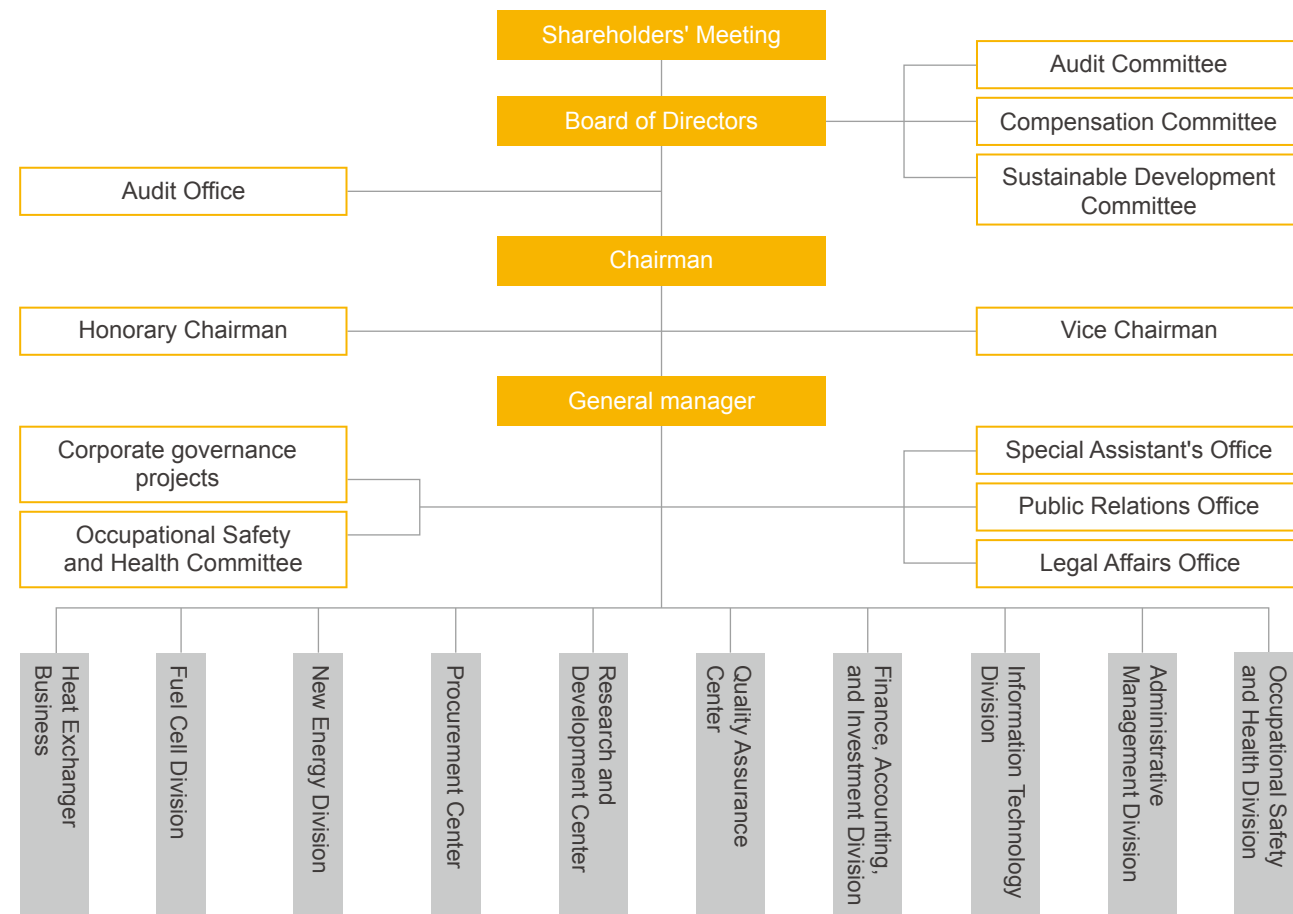 Shareholders' Meeting
Audit Committee
Board of Directors
Compensation Committee
Sustainable Development
Committee
Audit Office
Chairman
Honorary Chairman
Vice Chairman
General manager
Corporate governance
projects
Special Assistant's Office
Public Relations Office
Occupational Safety
and Health Committee
Legal Affairs Office
Heat Exchanger
Business
Fuel Cell Division
New Energy Division
Procurement Center
Research and
Development Center
Quality Assurance
Center
Finance, Accounting,
and Investment Division
Information Technology
Division
Administrative
Management Division
Occupational Safety
and Health Division